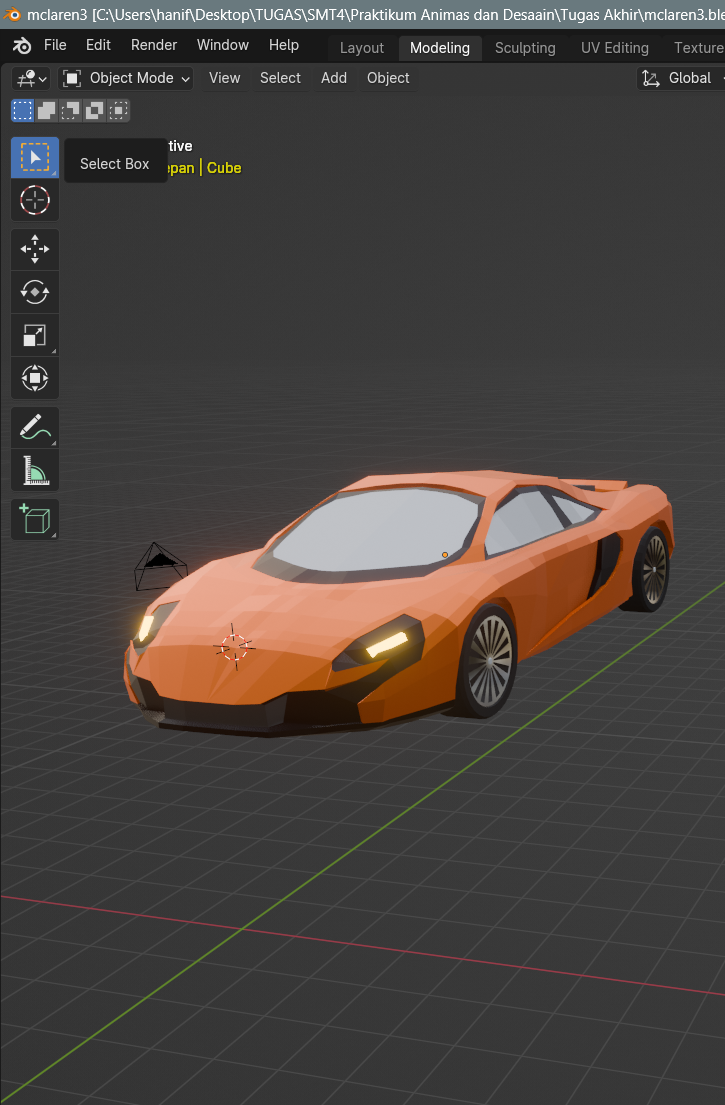 mclaren3 [C:\Users\hanif\Desktop\TUGAS\SMT4\Praktikum Animas dan Desaain\Tugas Akhir\mclaren3.ble
File Edit Render Window Help Layout Modeling Sculpting UV Editing Texture
Object Mode View Select Add Object Global
tive
Select Box
epan | Cube